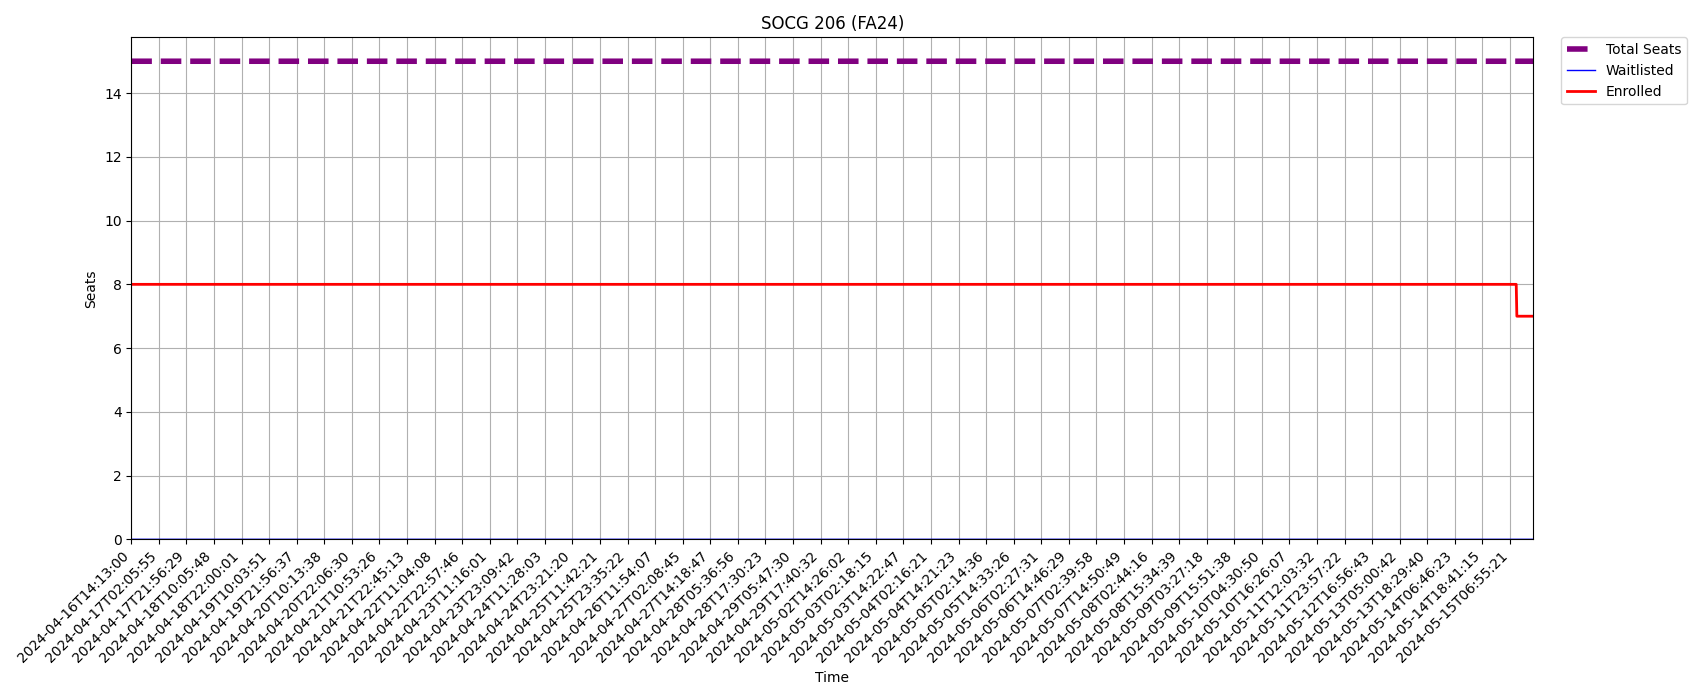 SOCG 206 (FA24)
Total Seats
Waitlisted
Enrolled
Seats
14
12
10
8
6
4
2
0
2024-04-16T14:13:00
2024-04-17T02:05:55
2024-04-17T21:56:29
2024-04-18T10:05:48
2024-04-18T22:00:01
2024-04-19T10:03:51
2024-04-19T21:56:37
2024-04-20T10:13:38
2024-04-20T22:06:30
2024-04-21T10:53:26
2024-04-21T22:45:13
2024-04-22T11:04:08
2024-04-22T22:57:46
2024-04-23T11:16:01
2024-04-23T23:09:42
2024-04-24T11:28:03
2024-04-24T23:21:20
2024-04-25T11:42:21
2024-04-25T23:35:22
2024-04-26T11:54:07
2024-04-27T02:08:45
2024-04-27T14:18:47
2024-04-28T05:36:56
2024-04-28T17:30:23
2024-04-29T05:47:30
2024-04-29T17:40:32
2024-05-02T14:26:02
2024-05-03T02:18:15
2024-05-03T14:22:47
2024-05-04T02:16:21
2024-05-04T14:21:23
2024-05-05T02:14:36
2024-05-05T14:33:26
2024-05-06T02:27:31
2024-05-06T14:46:29
2024-05-07T02:39:58
2024-05-07T14:50:49
2024-05-08T02:44:16
2024-05-08T15:34:39
2024-05-09T03:27:18
2024-05-09T15:51:38
2024-05-10T04:30:50
2024-05-10T16:26:07
2024-05-11T12:03:32
2024-05-11T23:57:22
2024-05-12T16:56:43
2024-05-13T05:00:42
2024-05-13T18:29:40
2024-05-14T06:46:23
2024-05-14T18:41:15
2024-05-15T06:55:21
Time